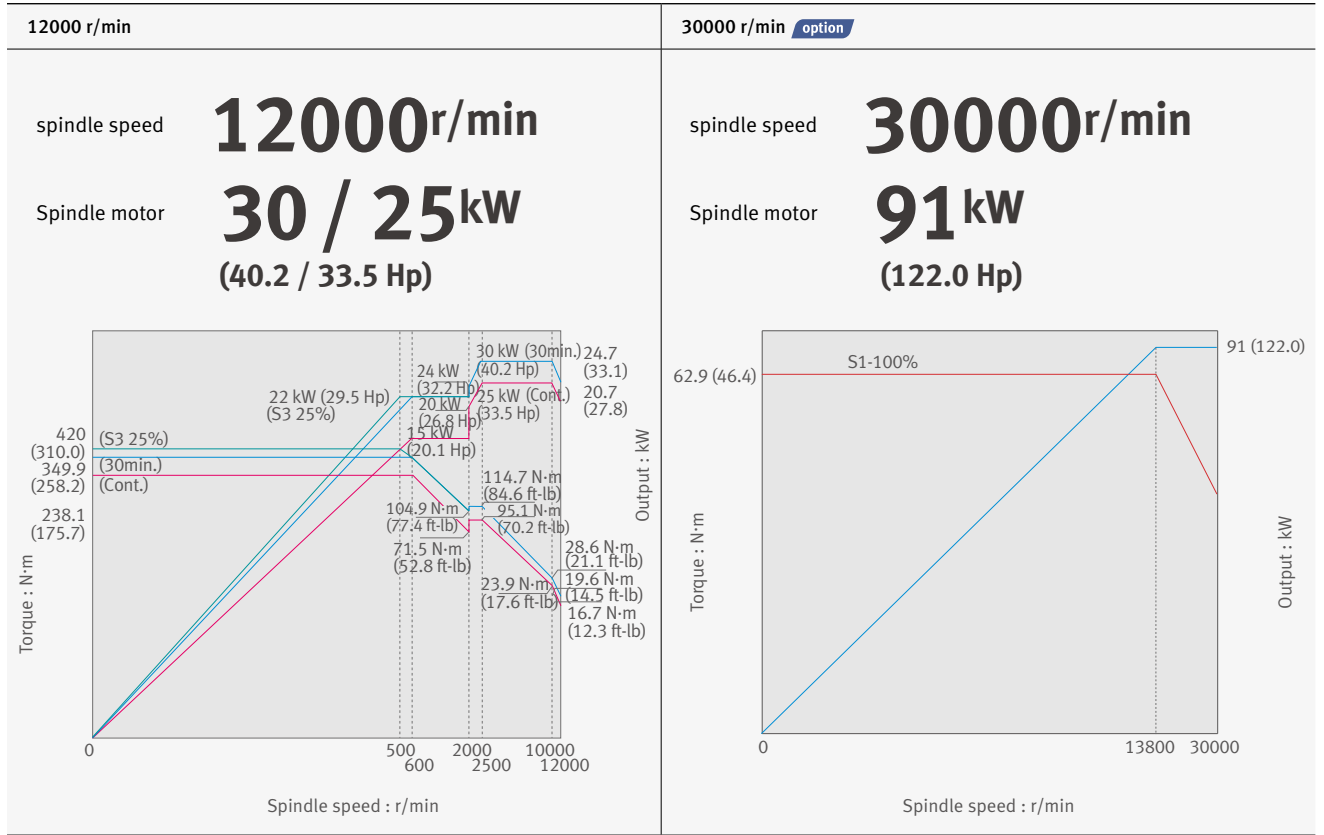 12000 r/min
spindle speed 12000r/min
Spindle motor 30 / 25kW
(40.2 / 33.5 Hp)
30 kW (30min.)
(40.2 Hp)
24.7
(33.1)
24 kW
(32.2 Hp)
22 kW (29.5 Hp)
(S3 25%)
20 kW
(26.8 Hp)
25 kW (Cont.)
(33.5 Hp)
20.7
(27.8)
15 kW
(20.1 Hp)
420
(310.0)
(S3 25%)
349.9
(258.2)
(30min.)
(Cont.)
238.1
(175.7)
114.7 N·m
(84.6 ft-lb)
104.9 N·m
(77.4 ft-lb)
95.1 N·m
(70.2 ft-lb)
71.5 N·m
(52.8 ft-lb)
28.6 N·m
(21.1 ft-lb)
23.9 N·m
(17.6 ft-lb)
19.6 N·m
(14.5 ft-lb)
16.7 N·m
(12.3 ft-lb)
Torque : N·m
Output : kW
0 500 2000 10000
600 2500 12000
Spindle speed : r/min
30000 r/min option
spindle speed 30000r/min
Spindle motor 91kW
(122.0 Hp)
91 (122.0)
S1-100%
62.9 (46.4)
Torque : N·m
Output : kW
0 13800 30000
Spindle speed : r/min